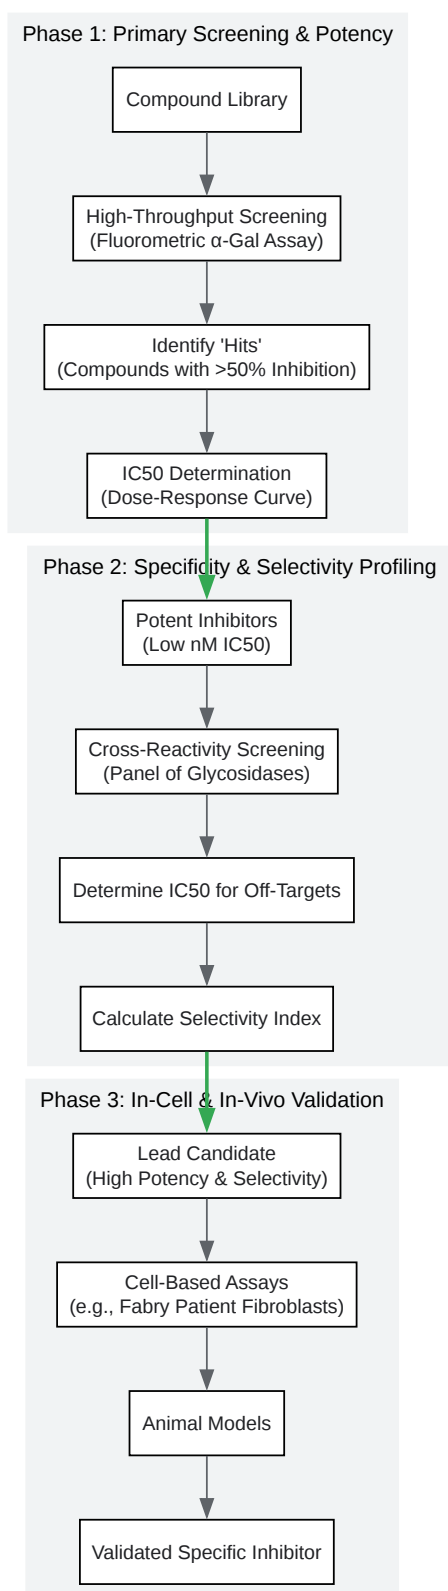 Phase 1: Primary Screening & Potency
Compound Library
High-Throughput Screening
(Fluorometric α-Gal Assay)
Identify 'Hits'
(Compounds with >50% Inhibition)
IC50 Determination
(Dose-Response Curve)
Phase 2: Specificity & Selectivity Profiling
Potent Inhibitors
(Low nM IC50)
Cross-Reactivity Screening
(Panel of Glycosidases)
Determine IC50 for Off-Targets
Calculate Selectivity Index
Phase 3: In-Cell & In-Vivo Validation
Lead Candidate
(High Potency & Selectivity)
Cell-Based Assays
(e.g., Fabry Patient Fibroblasts)
Animal Models
Validated Specific Inhibitor